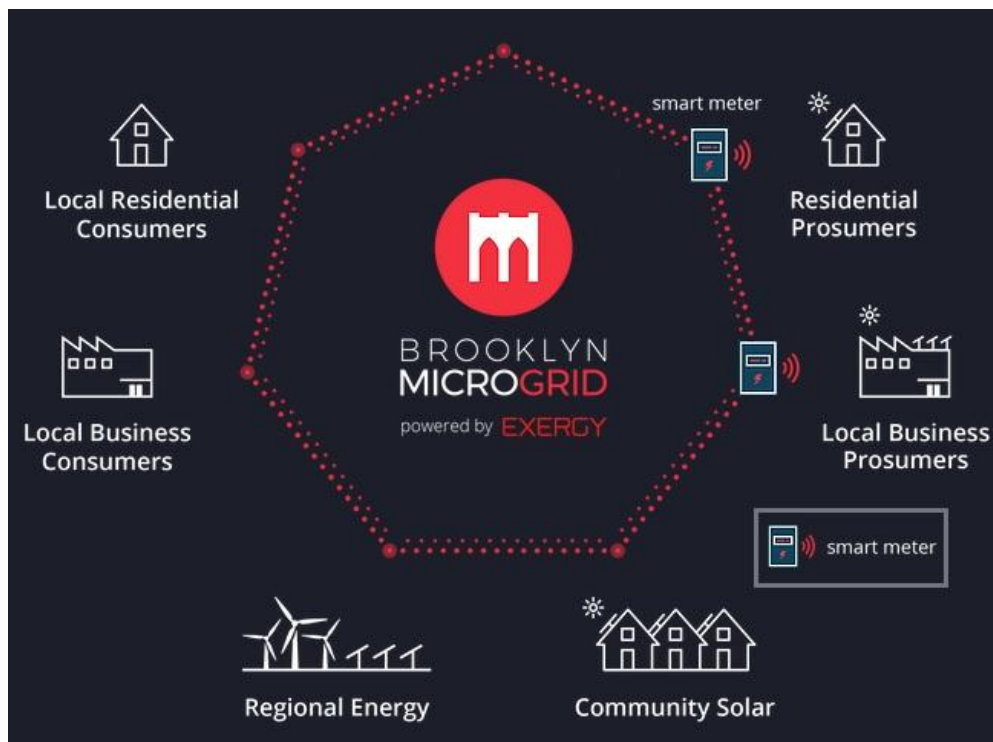 smart meter
Local Residential
Consumers
Residential
Prosumers
BROOKLYN
MICROGRID
powered by EXERGY
Local Business
Consumers
Local Business
Prosumers
smart meter
Regional Energy
Community Solar